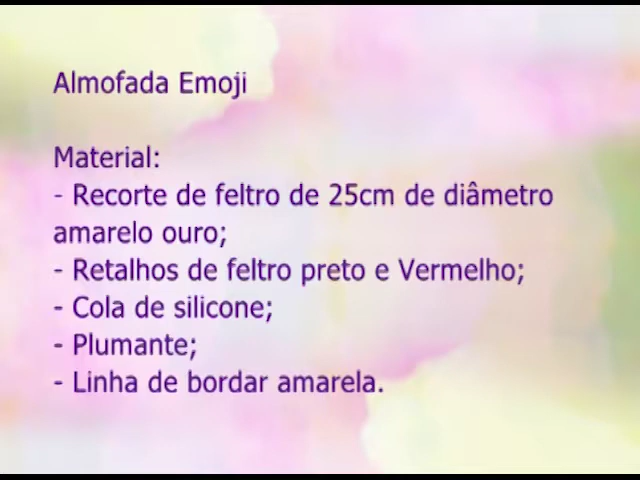 Almofada Emoji
Material:
- Recorte de feltro de 25cm de diâmetro
amarelo ouro;
- Retalhos de feltro preto e Vermelho;
- Cola de silicone;
- Plumante;
- Linha de bordar amarela.